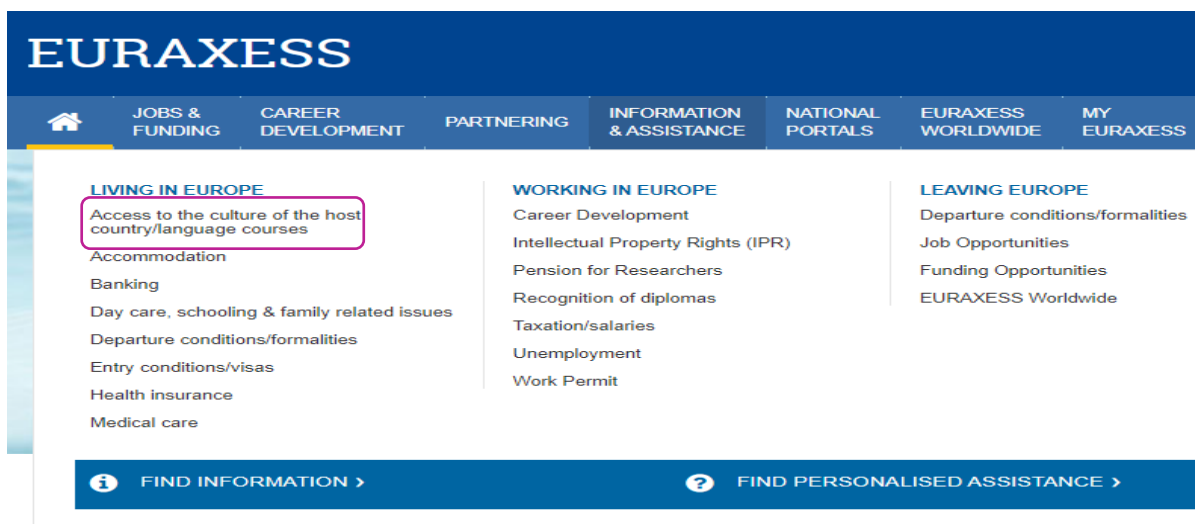 EURAXESS
JOBS &
FUNDING
CAREER
DEVELOPMENT
PARTNERING
INFORMATION
& ASSISTANCE
NATIONAL
PORTALS
EURAXESS
WORLDWIDE
MY
EURAXESS
LIVING IN EUROPE
Access to the culture of the host
country/language courses
Accommodation
Banking
Day care, schooling & family related issues
Departure conditions/formalities
Entry conditions/visas
Health insurance
Medical care
WORKING IN EUROPE
Career Development
Intellectual Property Rights (IPR)
Pension for Researchers
Recognition of diplomas
Taxation/salaries
Unemployment
Work Permit
LEAVING EUROPE
Departure conditions/formalities
Job Opportunities
Funding Opportunities
EURAXESS Worldwide
FIND INFORMATION >
FIND PERSONALISED ASSISTANCE >